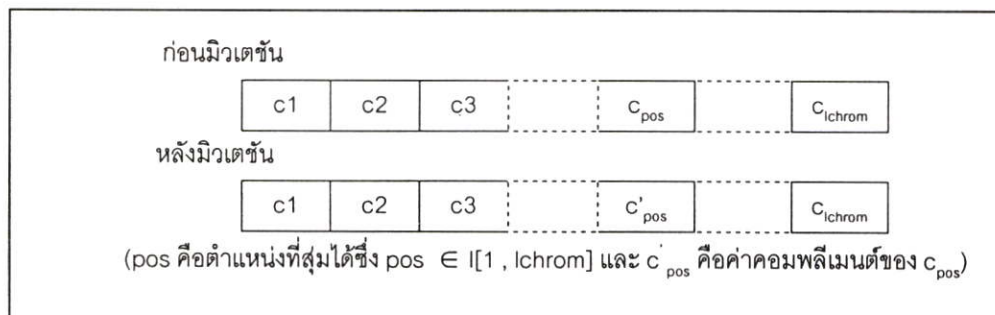 ก่อนมิวเตชัน
c1 c2 c3 c_pos c_lchrom
หลังมิวเตชัน
c1 c2 c3 c'_pos c_lchrom
(pos คือตำแหน่งที่สุ่มได้ซึ่ง pos ∈ I[1 , lchrom] และ c'_pos คือค่าคอมพลีเมนต์ของ c_pos)